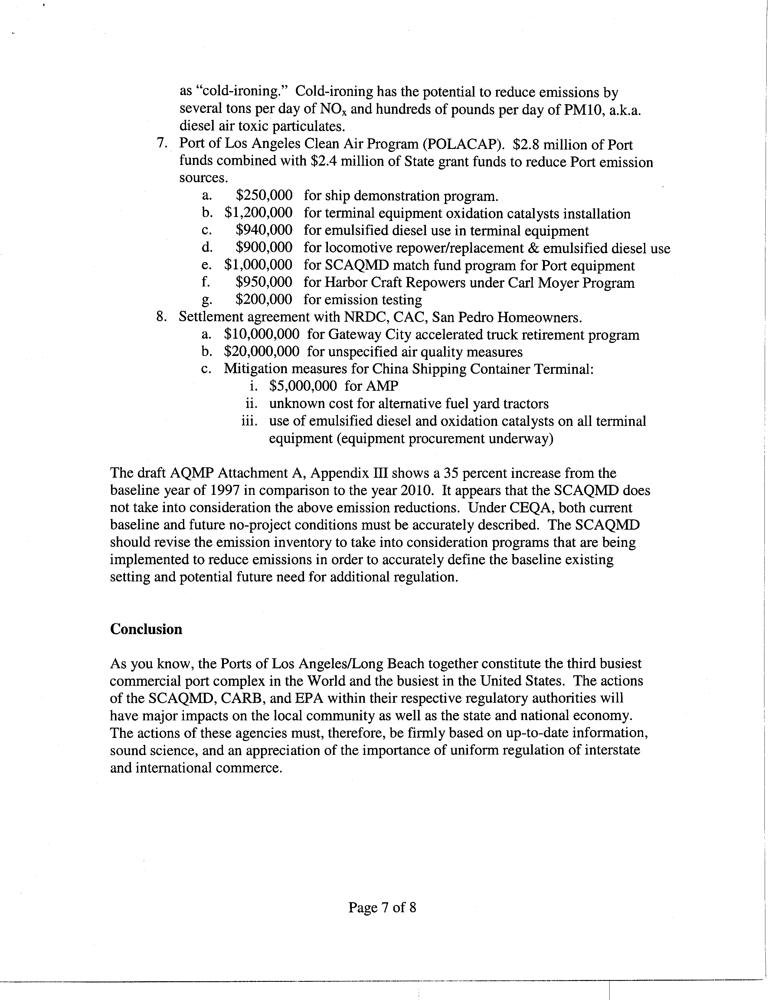 as “cold-ironing.” Cold-ironing has the potential to reduce emissions by
several tons per day of NOx and hundreds of pounds per day of PM10, a.k.a.
diesel air toxic particulates.
7. Port of Los Angeles Clean Air Program (POLACAP). $2.8 million of Port
funds combined with $2.4 million of State grant funds to reduce Port emission
sources.
a. $250,000 for ship demonstration program.
b. $1,200,000 for terminal equipment oxidation catalysts installation
c. $940,000 for emulsified diesel use in terminal equipment
d. $900,000 for locomotive repower/replacement & emulsified diesel use
e. $1,000,000 for SCAQMD match fund program for Port equipment
f. $950,000 for Harbor Craft Repowers under Carl Moyer Program
g. $200,000 for emission testing
8. Settlement agreement with NRDC, CAC, San Pedro Homeowners.
a. $10,000,000 for Gateway City accelerated truck retirement program
b. $20,000,000 for unspecified air quality measures
c. Mitigation measures for China Shipping Container Terminal:
i. $5,000,000 for AMP
ii. unknown cost for alternative fuel yard tractors
iii. use of emulsified diesel and oxidation catalysts on all terminal
equipment (equipment procurement underway)
The draft AQMP Attachment A, Appendix III shows a 35 percent increase from the
baseline year of 1997 in comparison to the year 2010. It appears that the SCAQMD does
not take into consideration the above emission reductions. Under CEQA, both current
baseline and future no-project conditions must be accurately described. The SCAQMD
should revise the emission inventory to take into consideration programs that are being
implemented to reduce emissions in order to accurately define the baseline existing
setting and potential future need for additional regulation.
Conclusion
As you know, the Ports of Los Angeles/Long Beach together constitute the third busiest
commercial port complex in the World and the busiest in the United States. The actions
of the SCAQMD, CARB, and EPA within their respective regulatory authorities will
have major impacts on the local community as well as the state and national economy.
The actions of these agencies must, therefore, be firmly based on up-to-date information,
sound science, and an appreciation of the importance of uniform regulation of interstate
and international commerce.
Page 7 of 8